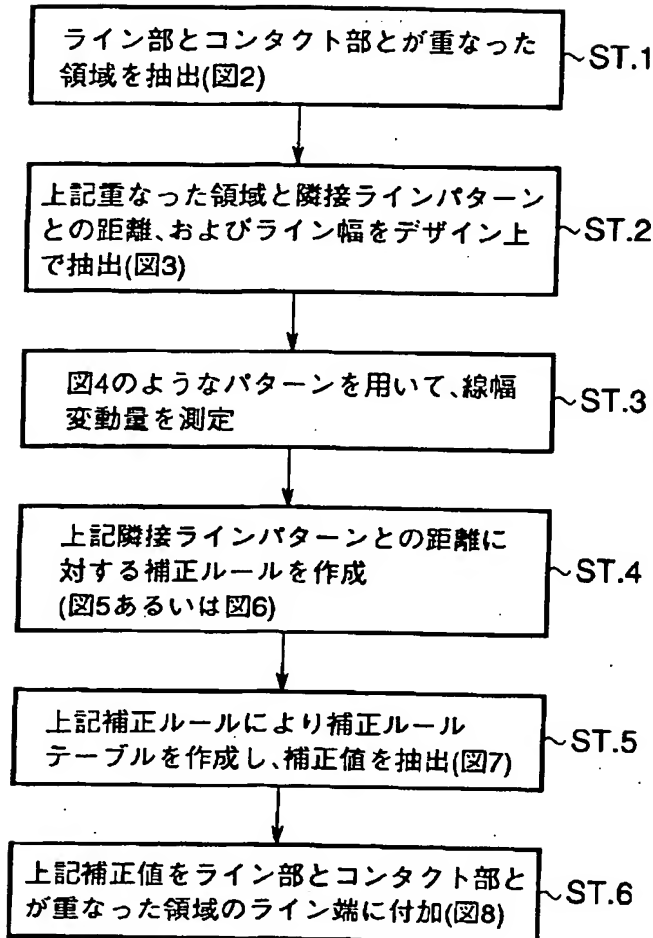 ライン部とコンタクト部とが重なった
領域を抽出(図2)
~ST.1
上記重なった領域と隣接ラインパターン
との距離、およびライン幅をデザイン上
で抽出(図3)
~ST.2
図4のようなパターンを用いて、線幅
変動量を測定
~ST.3
上記隣接ラインパターンとの距離に
対する補正ルールを作成
(図5あるいは図6)
~ST.4
上記補正ルールにより補正ルール
テーブルを作成し、補正値を抽出(図7)
~ST.5
上記補正値をライン部とコンタクト部と
が重なった領域のライン端に付加(図8)
~ST.6